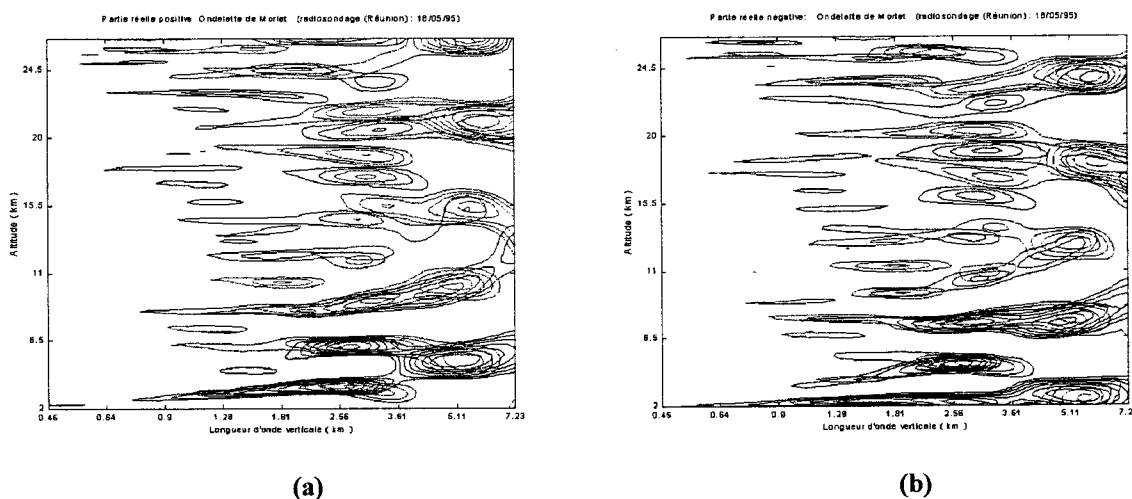 Partie réelle positive Ondelette de Morlet (radiosondage (Réunion): 18/05/95)
24.5
20
15.5
11
6.5
2
Altitude (km)
0.46 0.64 0.9 1.28 1.81 2.56 3.61 5.11 7.23
Longueur d'onde verticale (km)
(a)
Partie réelle négative: Ondelette de Morlet (radiosondage (Réunion): 18/05/95)
24.5
20
15.5
11
6.5
2
Altitude (km)
0.45 0.64 0.9 1.28 1.81 2.56 3.61 5.11 7.23
Longueur d'onde verticale (km)
(b)